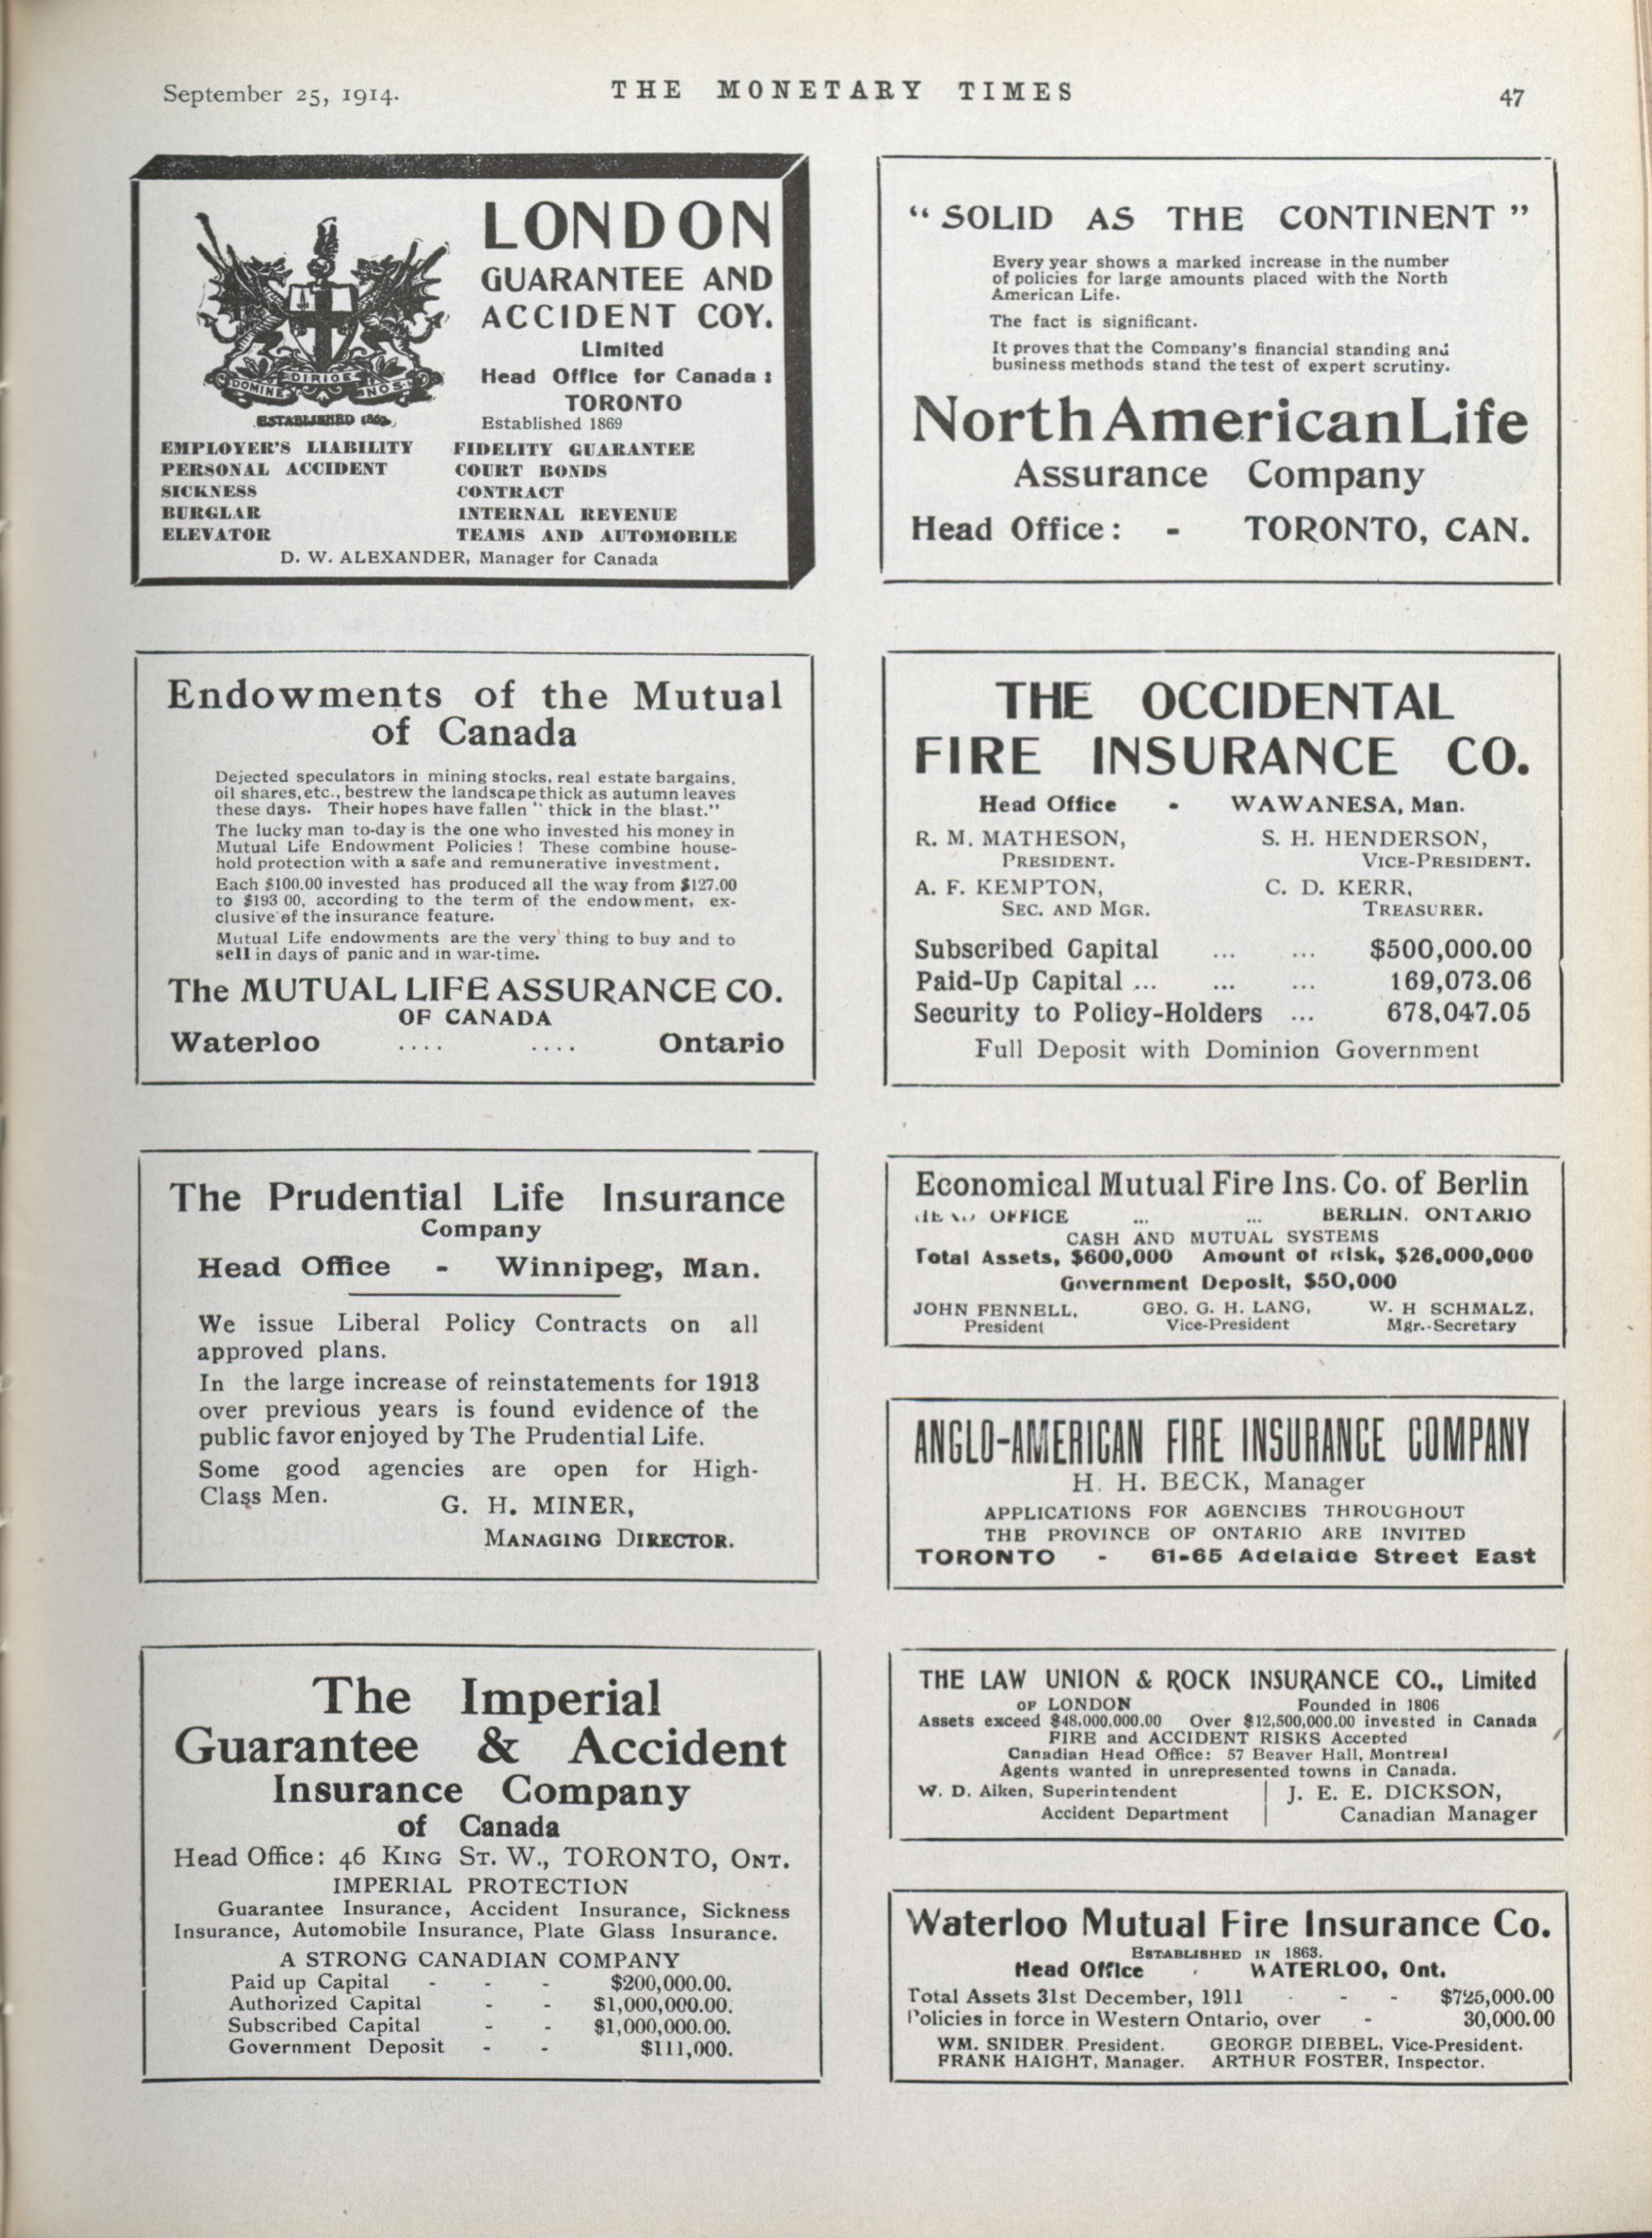 September 25, 1914.
THE MONETARY TIMES
47
LONDON
GUARANTEE AND
ACCIDENT COY.
Limited
Head Office for Canada:
TORONTO
Established 1869
DOMINE DIRIGE NOS
ESTABLISHED 1869
EMPLOYER'S LIABILITY
PERSONAL ACCIDENT
SICKNESS
BURGLAR
ELEVATOR
FIDELITY GUARANTEE
COURT BONDS
CONTRACT
INTERNAL REVENUE
TEAMS AND AUTOMOBILE
D. W. ALEXANDER, Manager for Canada
Endowments of the Mutual
of Canada
Dejected speculators in mining stocks, real estate bargains,
oil shares, etc., bestrew the landscape thick as autumn leaves
these days. Their hopes have fallen "thick in the blast."
The lucky man to-day is the one who invested his money in
Mutual Life Endowment Policies! These combine house-
hold protection with a safe and remunerative investment.
Each $100.00 invested has produced all the way from $127.00
to $193 00, according to the term of the endowment, ex-
clusive of the insurance feature.
Mutual Life endowments are the very thing to buy and to
sell in days of panic and in war-time.
The MUTUAL LIFE ASSURANCE CO.
OF CANADA
Waterloo .... .... Ontario
The Prudential Life Insurance
Company
Head Office - Winnipeg, Man.
We issue Liberal Policy Contracts on all
approved plans.
In the large increase of reinstatements for 1913
over previous years is found evidence of the
public favor enjoyed by The Prudential Life.
Some good agencies are open for High-
Class Men.
G. H. MINER,
MANAGING DIRECTOR.
The Imperial
Guarantee & Accident
Insurance Company
of Canada
Head Office: 46 KING ST. W., TORONTO, ONT.
IMPERIAL PROTECTION
Guarantee Insurance, Accident Insurance, Sickness
Insurance, Automobile Insurance, Plate Glass Insurance.
A STRONG CANADIAN COMPANY
Paid up Capital - - - $200,000.00.
Authorized Capital - - $1,000,000.00.
Subscribed Capital - - $1,000,000.00.
Government Deposit - - $111,000.
"SOLID AS THE CONTINENT"
Every year shows a marked increase in the number
of policies for large amounts placed with the North
American Life.
The fact is significant.
It proves that the Company's financial standing and
business methods stand the test of expert scrutiny.
North American Life
Assurance Company
Head Office: - TORONTO, CAN.
THE OCCIDENTAL
FIRE INSURANCE CO.
Head Office - WAWANESA, Man.
R. M. MATHESON, S. H. HENDERSON,
PRESIDENT. VICE-PRESIDENT.
A. F. KEMPTON, C. D. KERR,
SEC. AND MGR. TREASURER.
Subscribed Capital ... ... $500,000.00
Paid-Up Capital ... ... ... 169,073.06
Security to Policy-Holders ... 678,047.05
Full Deposit with Dominion Government
Economical Mutual Fire Ins. Co. of Berlin
HEAD OFFICE ... ... BERLIN, ONTARIO
CASH AND MUTUAL SYSTEMS
Total Assets, $600,000 Amount of Risk, $26,000,000
Government Deposit, $50,000
JOHN FENNELL, GEO. G. H. LANG, W. H SCHMALZ,
President Vice-President Mgr.-Secretary
ANGLO-AMERICAN FIRE INSURANCE COMPANY
H. H. BECK, Manager
APPLICATIONS FOR AGENCIES THROUGHOUT
THE PROVINCE OF ONTARIO ARE INVITED
TORONTO - 61-65 Adelaide Street East
THE LAW UNION & ROCK INSURANCE CO., Limited
OF LONDON Founded in 1806
Assets exceed $48,000,000.00 Over $12,500,000.00 invested in Canada
FIRE and ACCIDENT RISKS Accepted
Canadian Head Office: 57 Beaver Hall, Montreal
Agents wanted in unrepresented towns in Canada.
W. D. Aiken, Superintendent J. E. E. DICKSON,
Accident Department Canadian Manager
Waterloo Mutual Fire Insurance Co.
ESTABLISHED IN 1863.
Head Office . WATERLOO, Ont.
Total Assets 31st December, 1911 - - - $725,000.00
Policies in force in Western Ontario, over - 30,000.00
WM. SNIDER, President. GEORGE DIEBEL, Vice-President.
FRANK HAIGHT, Manager. ARTHUR FOSTER, Inspector.